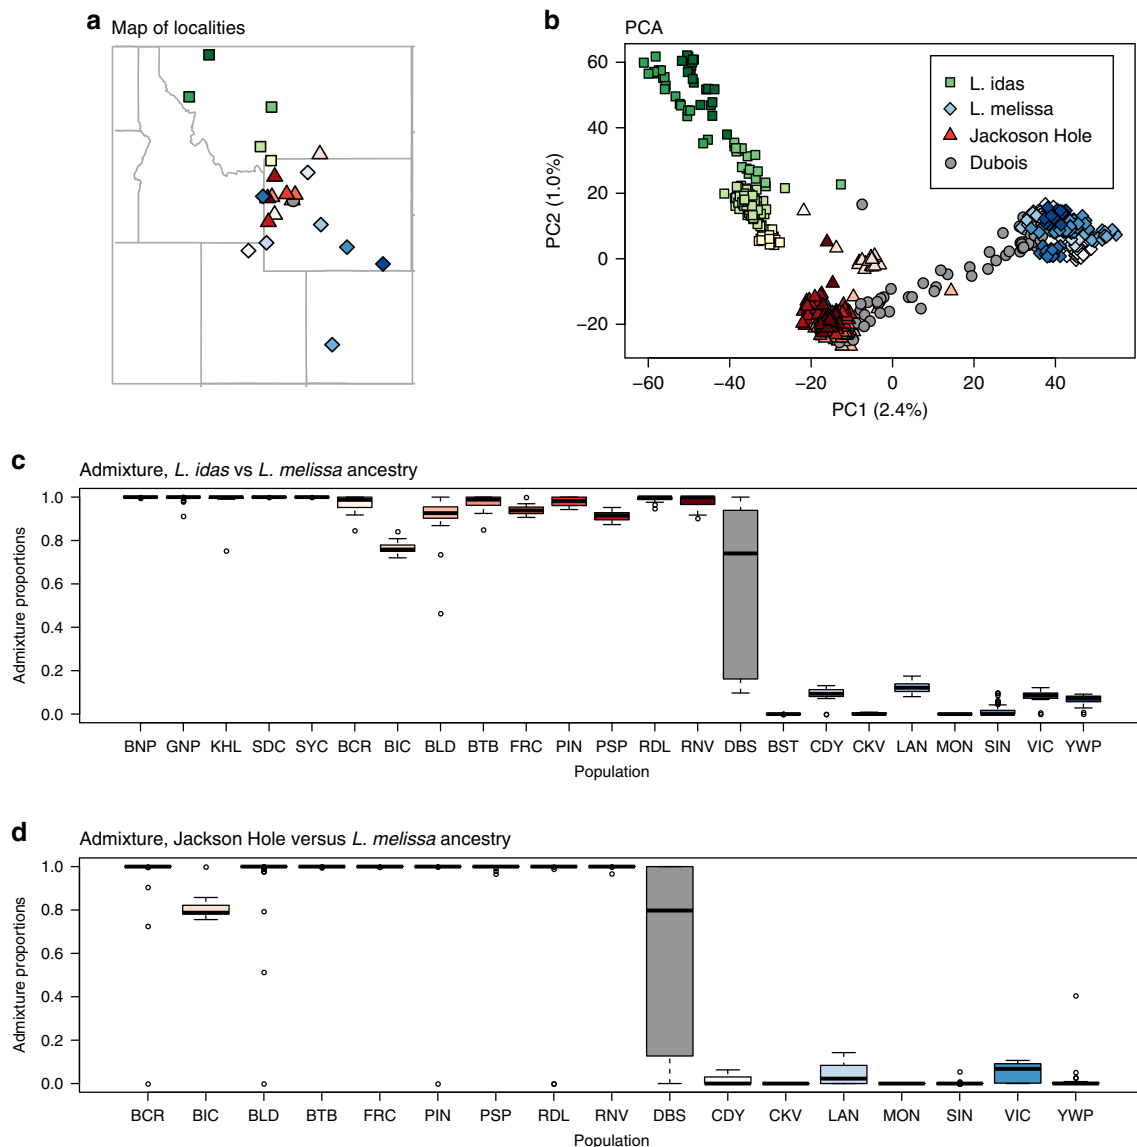 a Map of localities
b PCA
PC2 (1.0%)
60
40
20
0
−20
−60 −40 −20 0 20 40
PC1 (2.4%)
L. idas
L. melissa
Jackoson Hole
Dubois
c Admixture, L. idas vs L. melissa ancestry
Admixture proportions
1.0
0.8
0.6
0.4
0.2
0.0
BNP GNP KHL SDC SYC BCR BIC BLD BTB FRC PIN PSP RDL RNV DBS BST CDY CKV LAN MON SIN VIC YWP
Population
d Admixture, Jackson Hole versus L. melissa ancestry
Admixture proportions
1.0
0.8
0.6
0.4
0.2
0.0
BCR BIC BLD BTB FRC PIN PSP RDL RNV DBS CDY CKV LAN MON SIN VIC YWP
Population